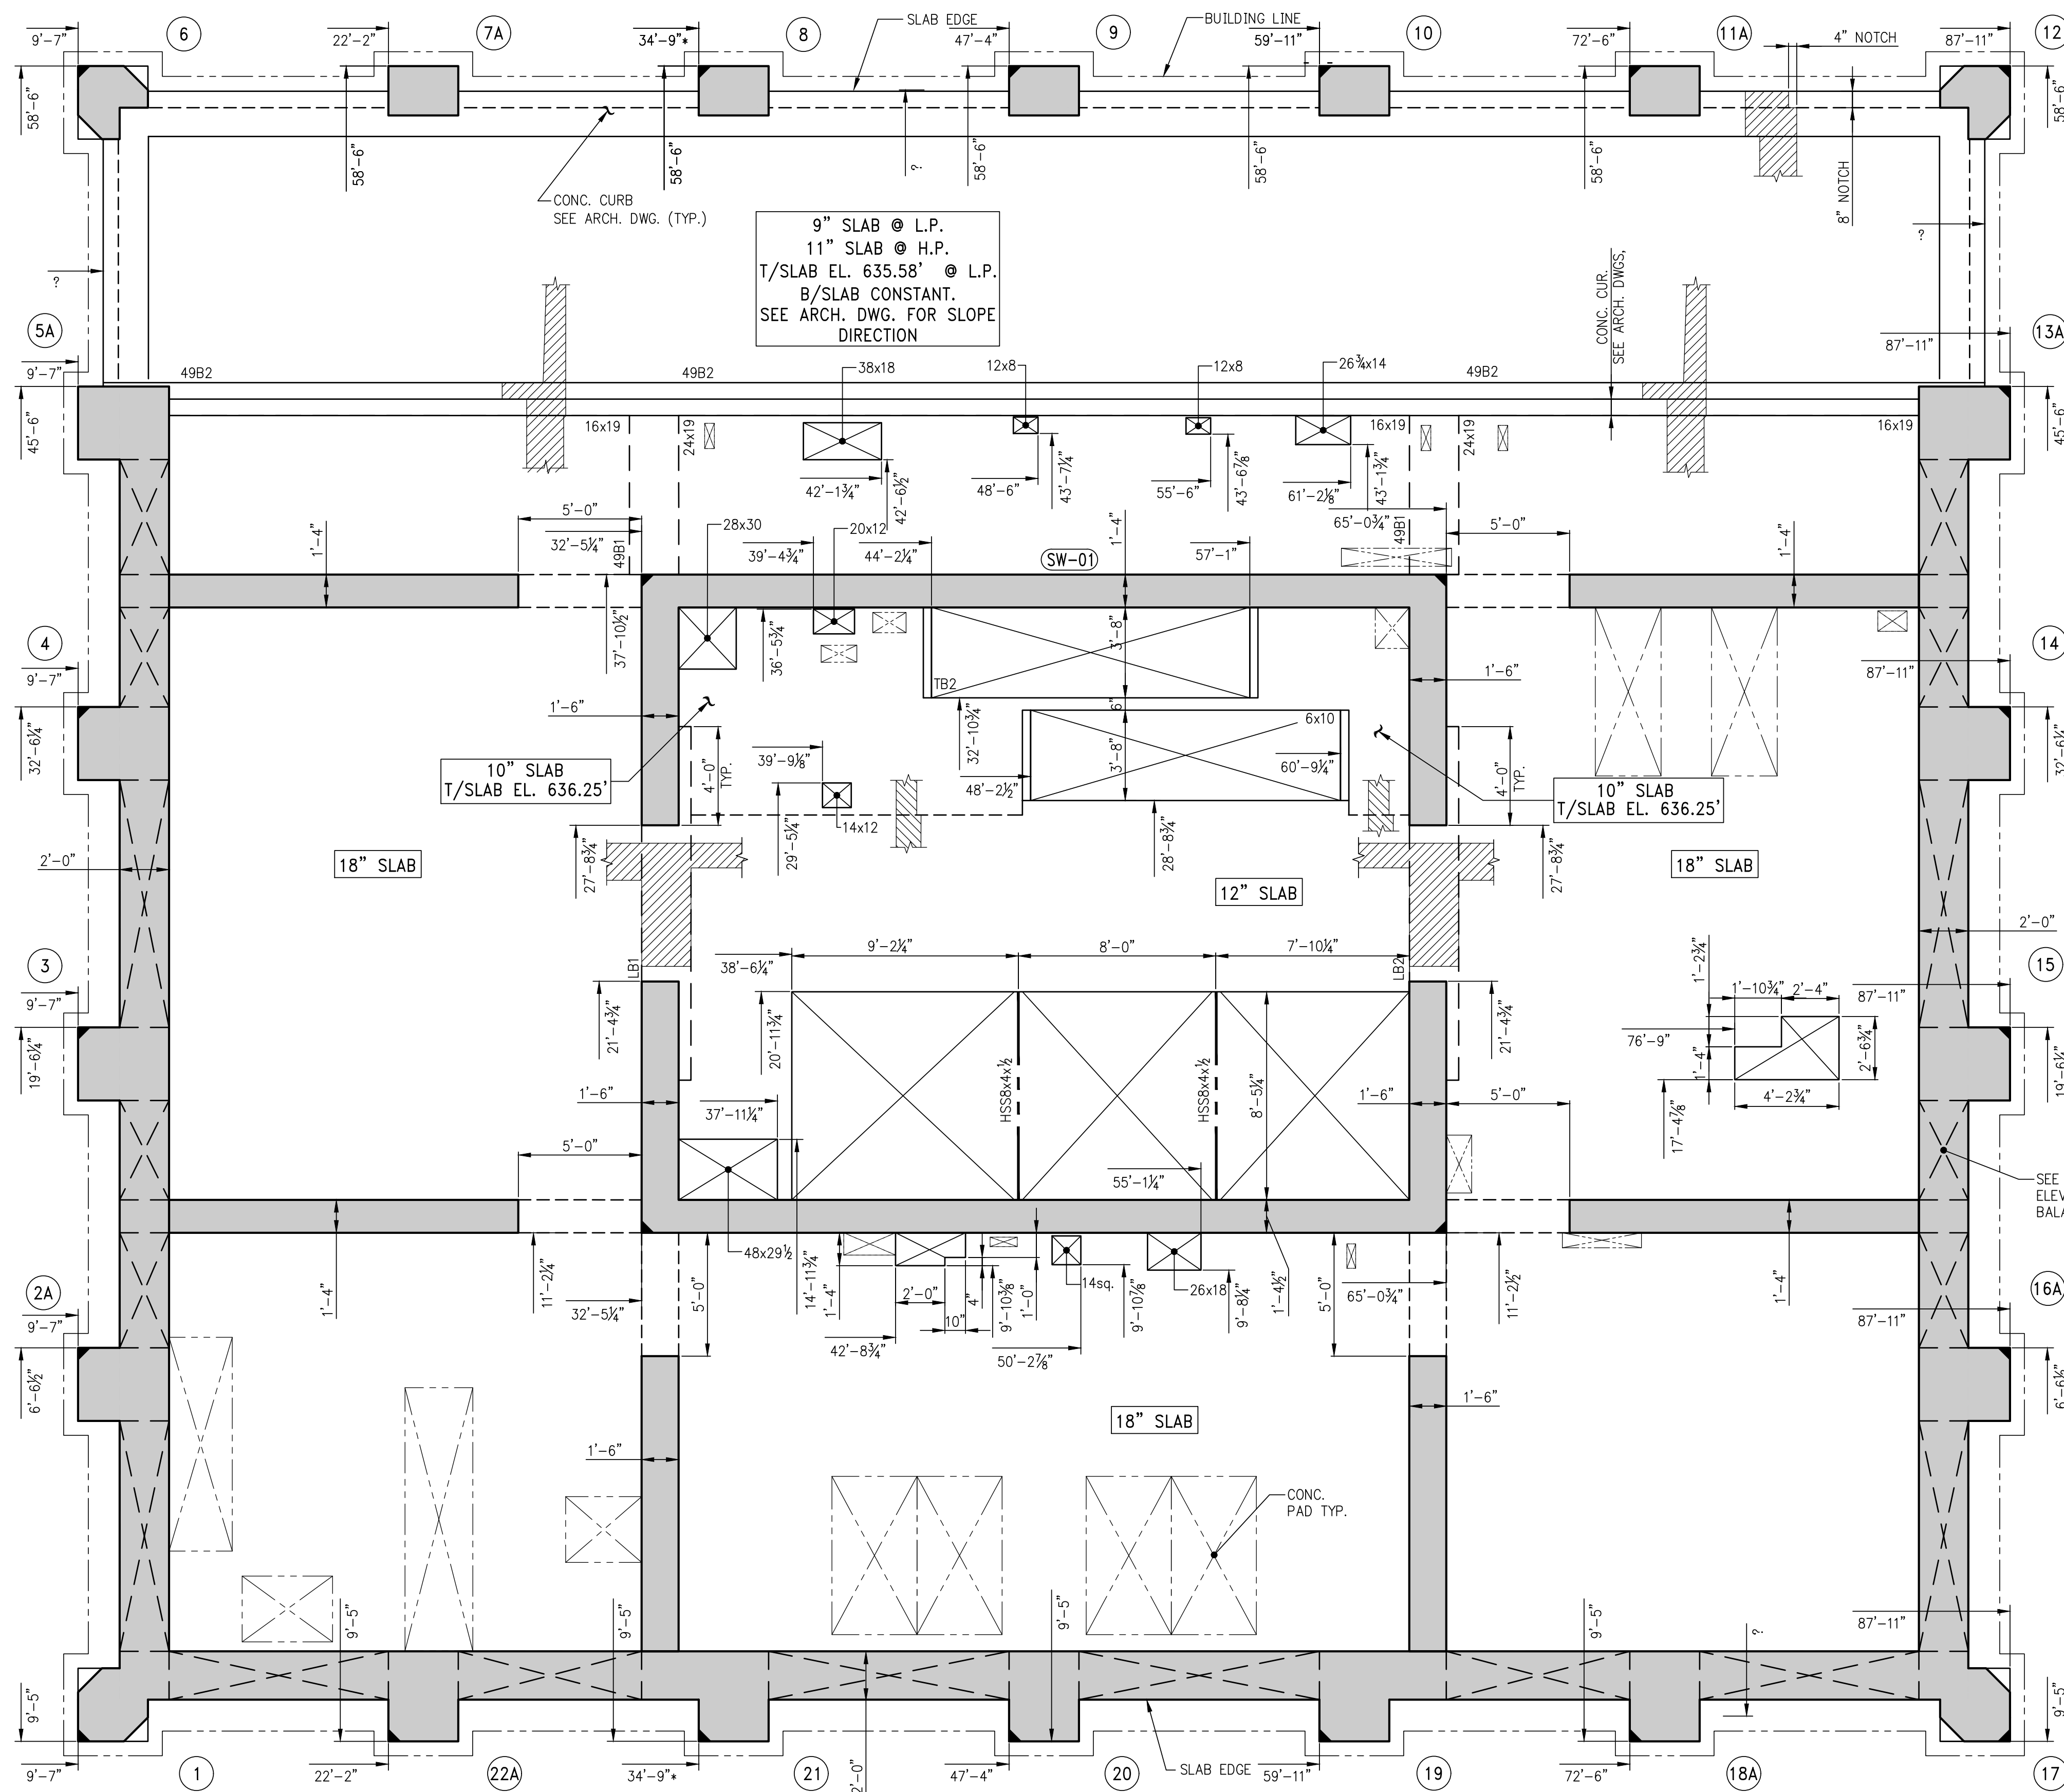 9'-7"
6
22'-2"
7A
34'-9"*
8
SLAB EDGE
47'-4"
9
BUILDING LINE
59'-11"
10
72'-6"
11A
4" NOTCH
87'-11"
12
58'-6"
58'-6"
58'-6"
?
58'-6"
58'-6"
58'-6"
8" NOTCH
58'-6"
CONC. CURB
SEE ARCH. DWG. (TYP.)
9" SLAB @ L.P.
11" SLAB @ H.P.
T/SLAB EL. 635.58' @ L.P.
B/SLAB CONSTANT.
SEE ARCH. DWG. FOR SLOPE
DIRECTION
?
?
CONC. CUR.
SEE ARCH. DWGS,
5A
9'-7"
13A
87'-11"
49B2
49B2
49B2
38x18
12x8
12x8
26¾x14
45'-6"
16x19
24x19
16x19
24x19
16x19
45'-6"
42'-1¾"
42'-6½"
48'-6"
43'-7¼"
55'-6"
43'-6⅞"
61'-2⅛"
43'-1¾"
1'-4"
5'-0"
32'-5¼"
49B1
28x30
20x12
39'-4¾"
44'-2¼"
SW-01
1'-4"
57'-1"
65'-0¾"
49B1
5'-0"
1'-4"
37'-10½"
36'-5¾"
3'-8"
4
9'-7"
14
87'-11"
TB2
1'-6"
1'-6"
32'-6¼"
32'-10¾"
6"
6x10
32'-6¼"
10" SLAB
T/SLAB EL. 636.25'
4'-0"
TYP.
39'-9⅛"
48'-2½"
3'-8"
60'-9¼"
4'-0"
TYP.
10" SLAB
T/SLAB EL. 636.25'
14x12
29'-5¼"
2'-0"
18" SLAB
27'-8¾"
28'-8¾"
27'-8¾"
18" SLAB
12" SLAB
2'-0"
3
9'-7"
LB1
38'-6¼"
9'-2¼"
8'-0"
7'-10¼"
LB2
15
87'-11"
19'-6¼"
21'-4¾"
20'-11¾"
21'-4¾"
1'-2¾"
1'-10¾"
2'-4"
76'-9"
1'-4"
2'-6¾"
4'-2¾"
17'-4⅞"
19'-6¼"
1'-6"
HSS8x4x½
HSS8x4x½
8'-5¼"
1'-6"
5'-0"
37'-11¼"
5'-0"
55'-1¼"
SEE
ELEV
BALA
48x29½
14'-11¾"
1'-4"
2'-0"
4"
9'-10⅜"
1'-0"
14sq.
9'-10⅞"
26x18
9'-8¼"
1'-4½"
5'-0"
65'-0¾"
11'-2½"
1'-4"
2A
9'-7"
1'-4"
11'-2¼"
32'-5¼"
5'-0"
10"
42'-8¾"
50'-2⅞"
16A
87'-11"
6'-6½"
1'-6"
6'-6½"
1'-6"
18" SLAB
CONC.
PAD TYP.
9'-5"
9'-5"
9'-5"
9'-5"
9'-5"
?
87'-11"
9'-5"
9'-7"
1
22'-2"
22A
34'-9"*
21
2'-0"
47'-4"
20
SLAB EDGE
59'-11"
19
72'-6"
18A
17